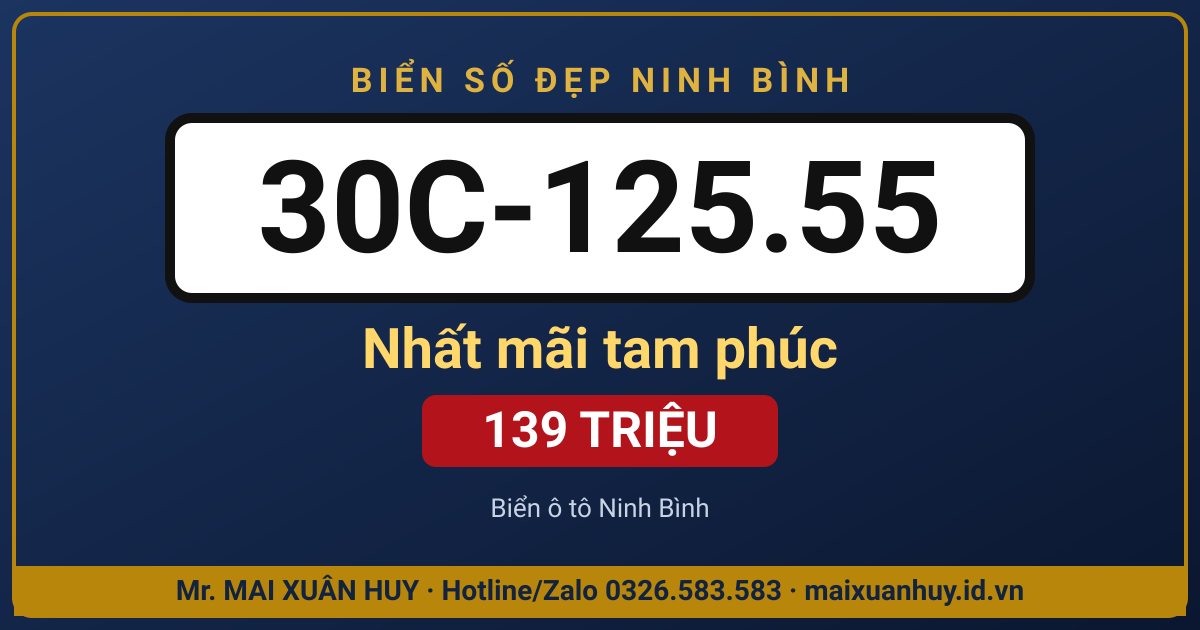 BIỂN SỐ ĐẸP NINH BÌNH
30C-125.55
Nhất mãi tam phúc
139 TRIỆU
Biển ô tô Ninh Bình
Mr. MAI XUÂN HUY · Hotline/Zalo 0326.583.583 · maixuanhuy.id.vn